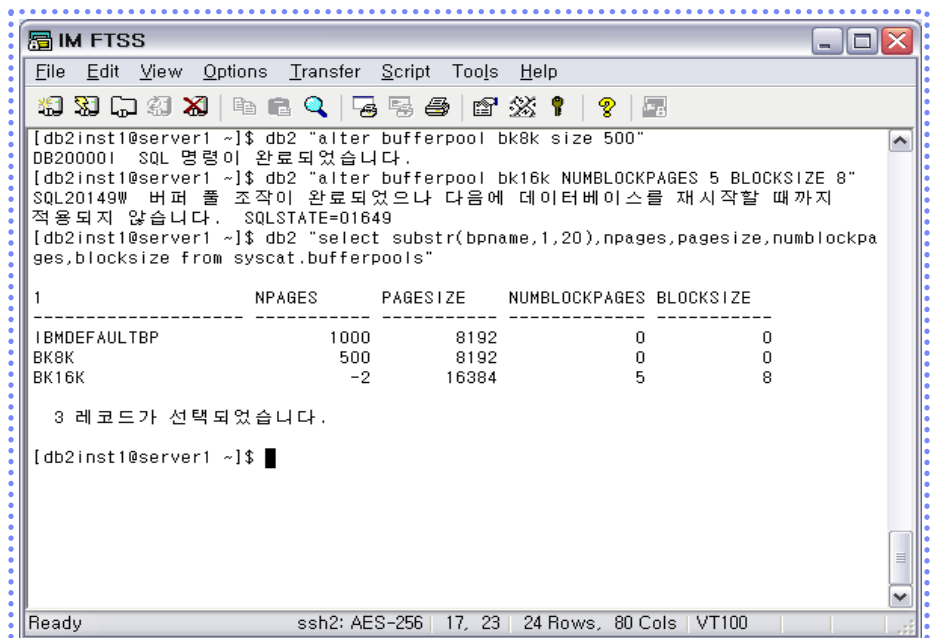 IM FTSS
File Edit View Options Transfer Script Tools Help
[db2inst1@server1 ~]$ db2 "alter bufferpool bk8k size 500"
DB20000I SQL 명령이 완료되었습니다.
[db2inst1@server1 ~]$ db2 "alter bufferpool bk16k NUMBLOCKPAGES 5 BLOCKSIZE 8"
SQL20149W 버퍼 풀 조작이 완료되었으나 다음에 데이터베이스를 재시작할 때까지
적용되지 않습니다. SQLSTATE=01649
[db2inst1@server1 ~]$ db2 "select substr(bpname,1,20),npages,pagesize,numblockpa
ges,blocksize from syscat.bufferpools"
1 NPAGES PAGESIZE NUMBLOCKPAGES BLOCKSIZE
-------------------- ----------- ----------- ------------- -----------
IBMDEFAULTBP 1000 8192 0 0
BK8K 500 8192 0 0
BK16K -2 16384 5 8
3 레코드가 선택되었습니다.
[db2inst1@server1 ~]$
Ready ssh2: AES-256 17, 23 24 Rows, 80 Cols VT100